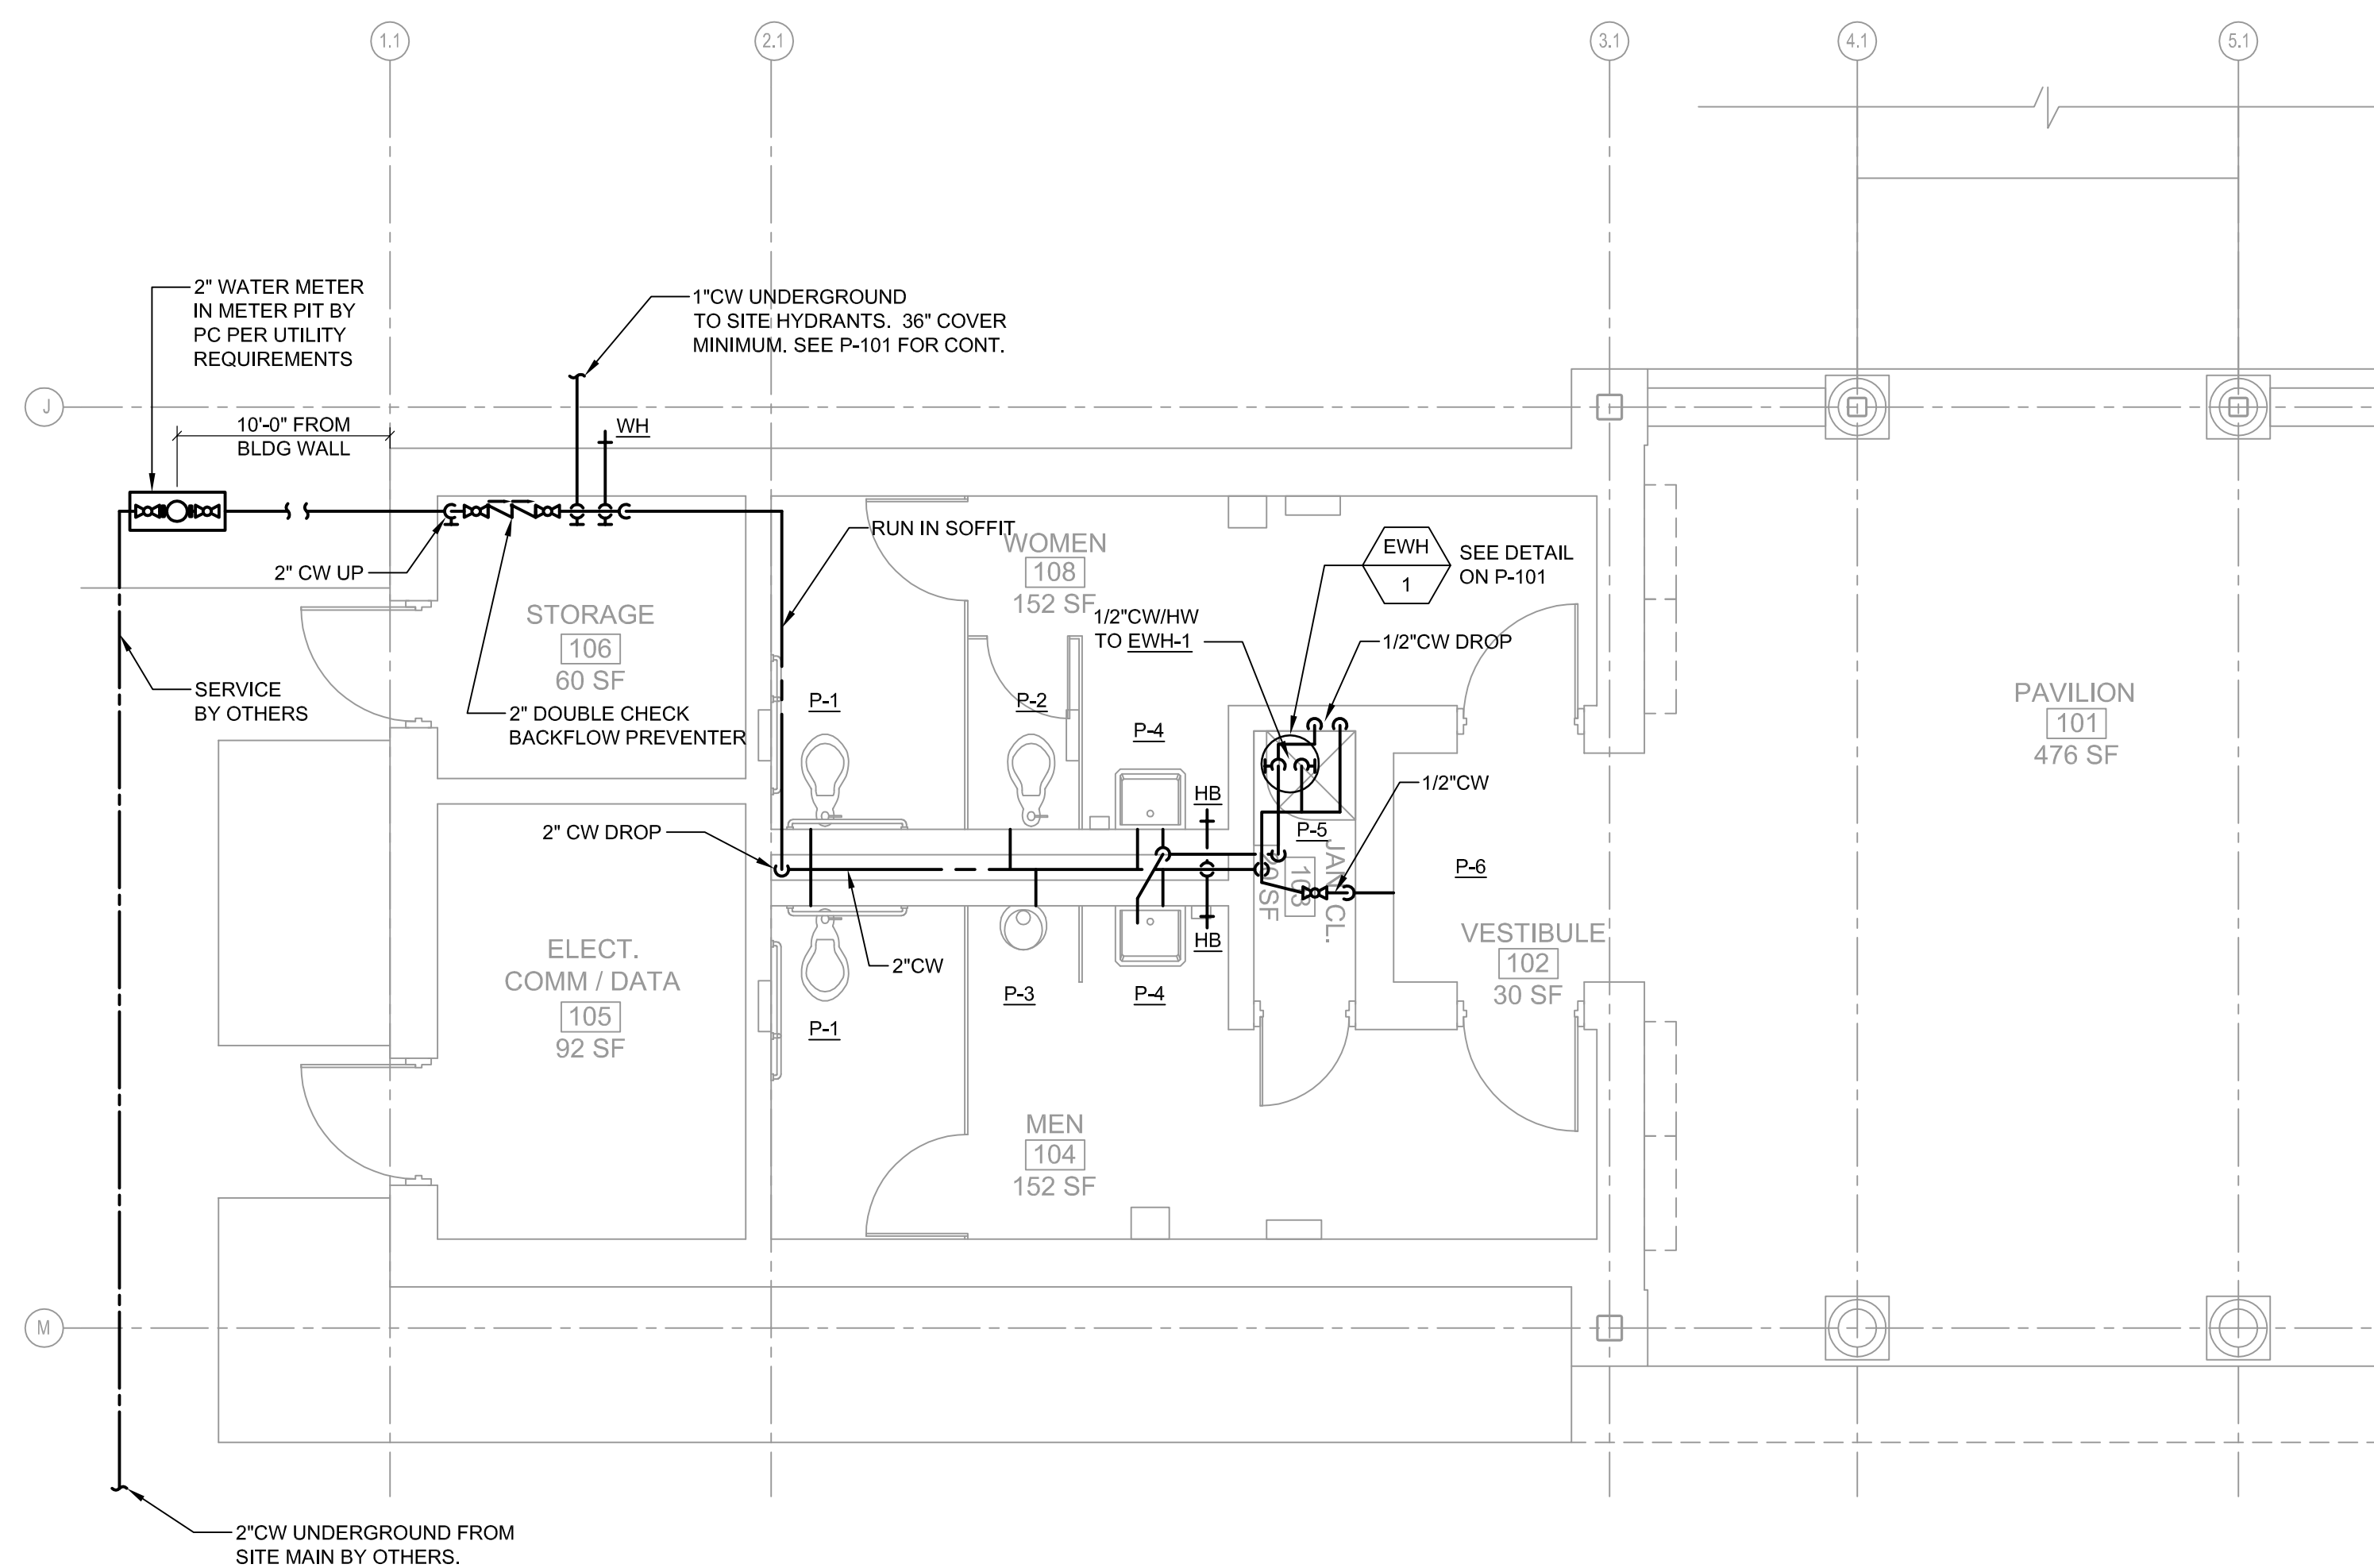 1.1
2.1
3.1
4.1
5.1
2" WATER METER
IN METER PIT BY
PC PER UTILITY
REQUIREMENTS
1"CW UNDERGROUND
TO SITE HYDRANTS. 36" COVER
MINIMUM. SEE P-101 FOR CONT.
J
10'-0" FROM
BLDG WALL
WH
RUN IN SOFFIT
2" CW UP
WOMEN
108
152 SF
EWH
1
SEE DETAIL
ON P-101
STORAGE
106
60 SF
1/2"CW/HW
TO EWH-1
1/2"CW DROP
SERVICE
BY OTHERS
2" DOUBLE CHECK
BACKFLOW PREVENTER
P-1
P-2
P-4
PAVILION
101
476 SF
1/2"CW
HB
2" CW DROP
P-5
JAN. CL.
103
SF
P-6
HB
2"CW
ELECT.
COMM / DATA
105
92 SF
VESTIBULE
102
30 SF
P-3
P-4
P-1
MEN
104
152 SF
M
2"CW UNDERGROUND FROM
SITE MAIN BY OTHERS.